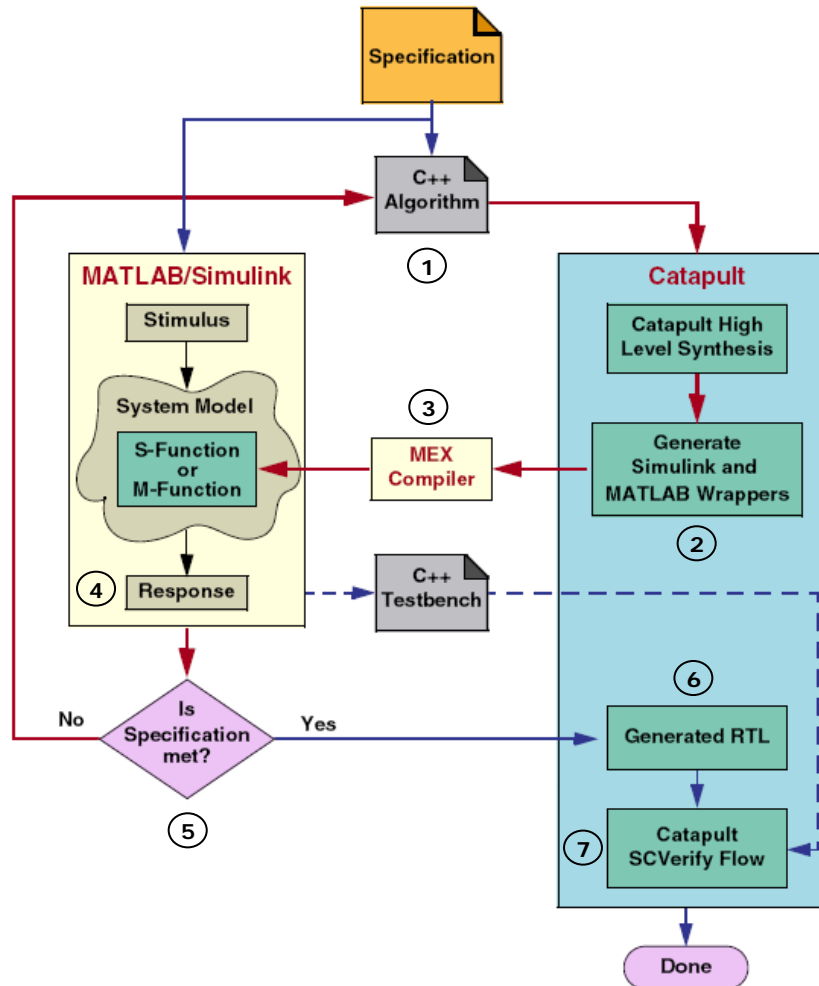 Specification
C++
Algorithm
1
MATLAB/Simulink
Stimulus
System Model
S-Function
or
M-Function
4
Response
3
MEX
Compiler
C++
Testbench
Catapult
Catapult High
Level Synthesis
Generate
Simulink and
MATLAB Wrappers
2
No
Is
Specification
met?
Yes
5
6
Generated RTL
7
Catapult
SCVerify Flow
Done